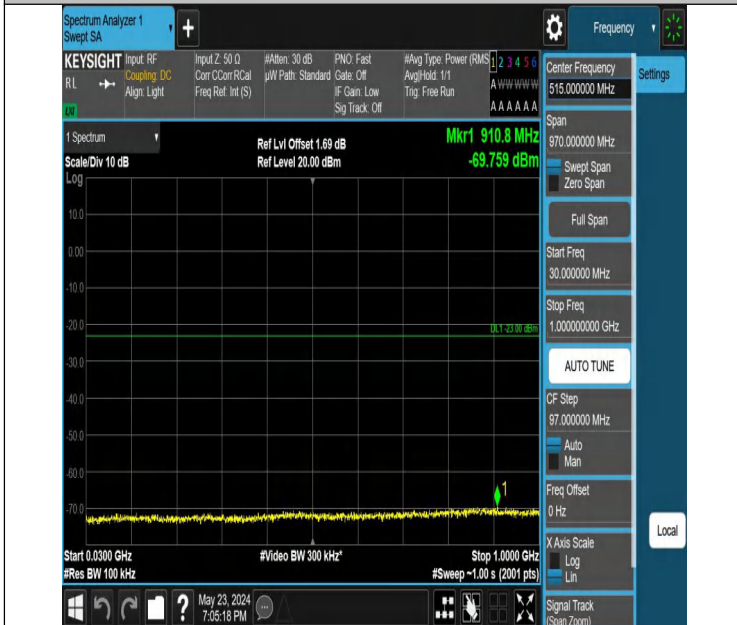 Spectrum Analyzer 1
Swept SA
+
Frequency
KEYSIGHT
RL
Input: RF
Coupling: DC
Align: Light
Input Z: 50 Ω
Corr CCorr RCal
Freq Ref: Int (S)
#Atten: 30 dB
µW Path: Standard
PNO: Fast
Gate: Off
IF Gain: Low
Sig Track: Off
#Avg Type: Power (RMS
Avg|Hold: 1/1
Trig: Free Run
1 2 3 4 5 6
A W W W W W
A A A A A A
1 Spectrum
Scale/Div 10 dB
Log
Ref Lvl Offset 1.69 dB
Ref Level 20.00 dBm
Mkr1 910.8 MHz
-69.759 dBm
10.0
0.00
-10.0
-20.0
-30.0
-40.0
-50.0
-60.0
-70.0
DL1 -23.00 dBm
1
Start 0.0300 GHz
#Res BW 100 kHz
#Video BW 300 kHz*
Stop 1.0000 GHz
#Sweep ~1.00 s (2001 pts)
?
May 23, 2024
7:05:18 PM
Center Frequency
515.000000 MHz
Span
970.000000 MHz
Swept Span
Zero Span
Full Span
Start Freq
30.000000 MHz
Stop Freq
1.000000000 GHz
AUTO TUNE
CF Step
97.000000 MHz
Auto
Man
Freq Offset
0 Hz
X Axis Scale
Log
Lin
Signal Track
(Span Zoom)
Settings
Local